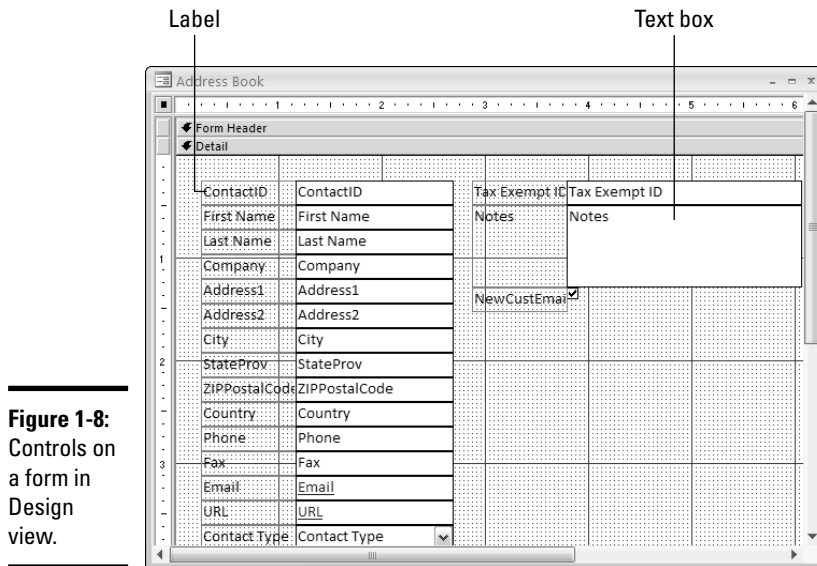 Label
Text box
Address Book
1 2 3 4 5 6
Form Header
Detail
ContactID ContactID Tax Exempt ID Tax Exempt ID
First Name First Name Notes Notes
Last Name Last Name
1
Company Company
Address1 Address1 NewCustEmai
Address2 Address2
City City
2
StateProv StateProv
ZIPPostalCode ZIPPostalCode
Country Country
Phone Phone
3
Fax Fax
Email Email
URL URL
Contact Type Contact Type
Figure 1-8:
Controls on
a form in
Design
view.